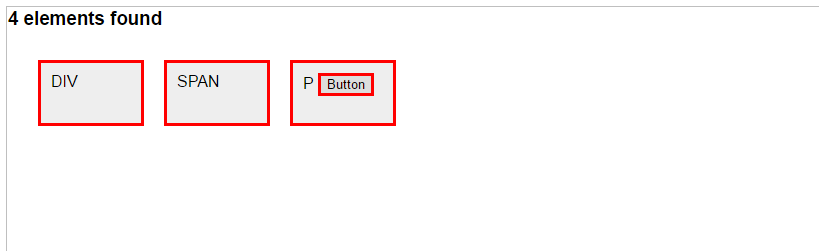 4 elements found
DIV
SPAN
P Button